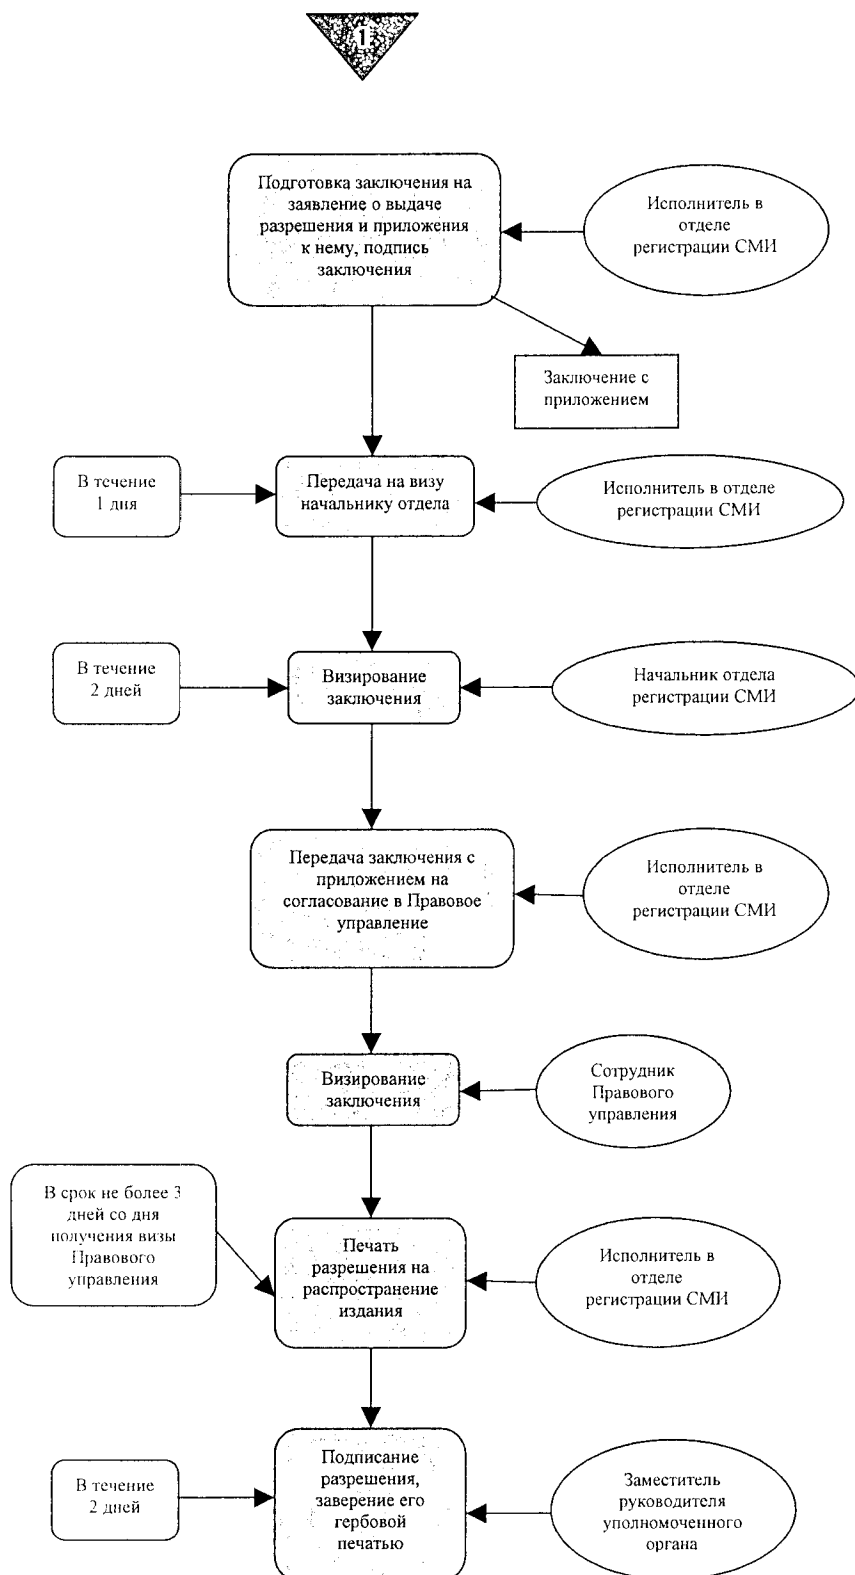 1
Подготовка заключения на
заявление о выдаче
разрешения и приложения
к нему, подпись
заключения
Исполнитель в
отделе
регистрации СМИ
Заключение с
приложением
В течение
1 дня
Передача на визу
начальнику отдела
Исполнитель в отделе
регистрации СМИ
В течение
2 дней
Визирование
заключения
Начальник отдела
регистрации СМИ
Передача заключения с
приложением на
согласование в Правовое
управление
Исполнитель в
отделе
регистрации СМИ
Визирование
заключения
Сотрудник
Правового
управления
В срок не более 3
дней со дня
получения визы
Правового
управления
Печать
разрешения на
распространение
издания
Исполнитель в
отделе
регистрации СМИ
В течение
2 дней
Подписание
разрешения,
заверение его
гербовой
печатью
Заместитель
руководителя
уполномоченного
органа